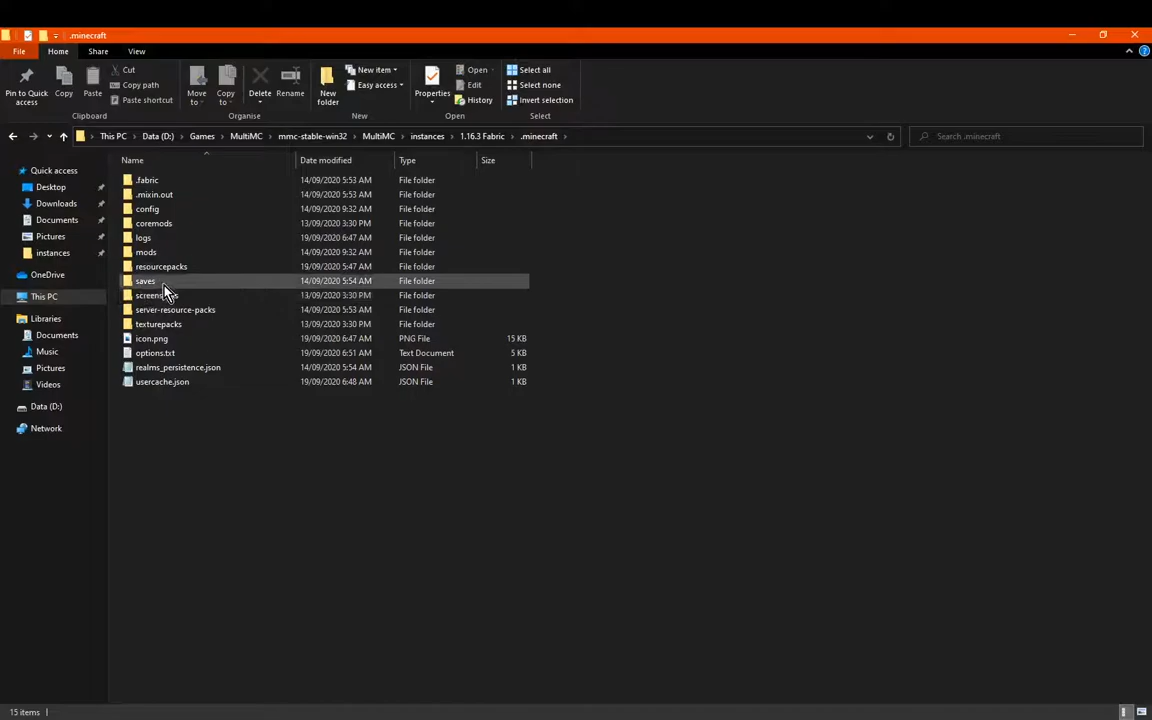 .minecraft
File Home Share View
Pin to Quick access
Copy
Paste
Cut
Copy path
Paste shortcut
Clipboard
Move to
Copy to
Delete
Rename
Organise
New folder
New item
Easy access
New
Properties
Open
Edit
History
Open
Select all
Select none
Invert selection
Select
This PC > Data (D:) > Games > MultiMC > mmc-stable-win32 > MultiMC > instances > 1.16.3 Fabric > .minecraft >
Search .minecraft
Quick access
Desktop
Downloads
Documents
Pictures
instances
OneDrive
This PC
Libraries
Documents
Music
Pictures
Videos
Data (D:)
Network
Name Date modified Type Size
.fabric 14/09/2020 5:53 AM File folder
.mixin.out 14/09/2020 5:53 AM File folder
config 14/09/2020 9:32 AM File folder
coremods 13/09/2020 3:30 PM File folder
logs 19/09/2020 6:47 AM File folder
mods 14/09/2020 9:32 AM File folder
resourcepacks 19/09/2020 5:47 AM File folder
saves 14/09/2020 5:54 AM File folder
13/09/2020 3:30 PM File folder
server-resource-packs 14/09/2020 5:53 AM File folder
texturepacks 13/09/2020 3:30 PM File folder
icon.png 19/09/2020 6:47 AM PNG File 15 KB
options.txt 19/09/2020 6:51 AM Text Document 5 KB
realms_persistence.json 14/09/2020 5:54 AM JSON File 1 KB
usercache.json 19/09/2020 6:48 AM JSON File 1 KB
15 items